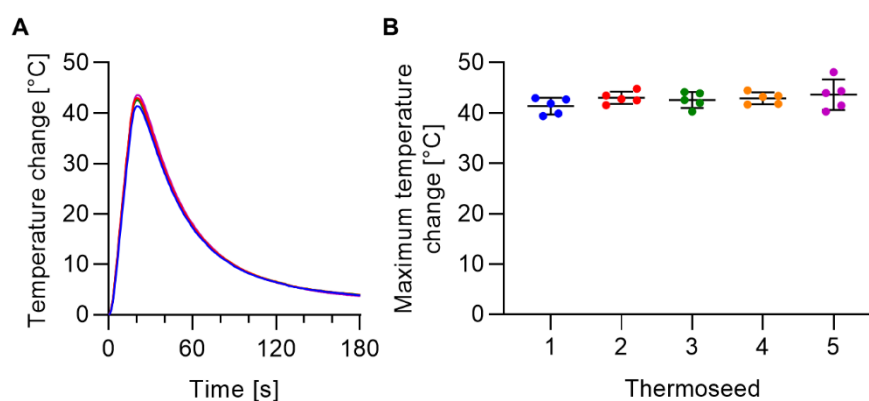 A
Temperature change [°C]
50
40
30
20
10
0
0 60 120 180
Time [s]
B
Maximum temperature
change [°C]
50
40
30
20
10
0
1 2 3 4 5
Thermoseed